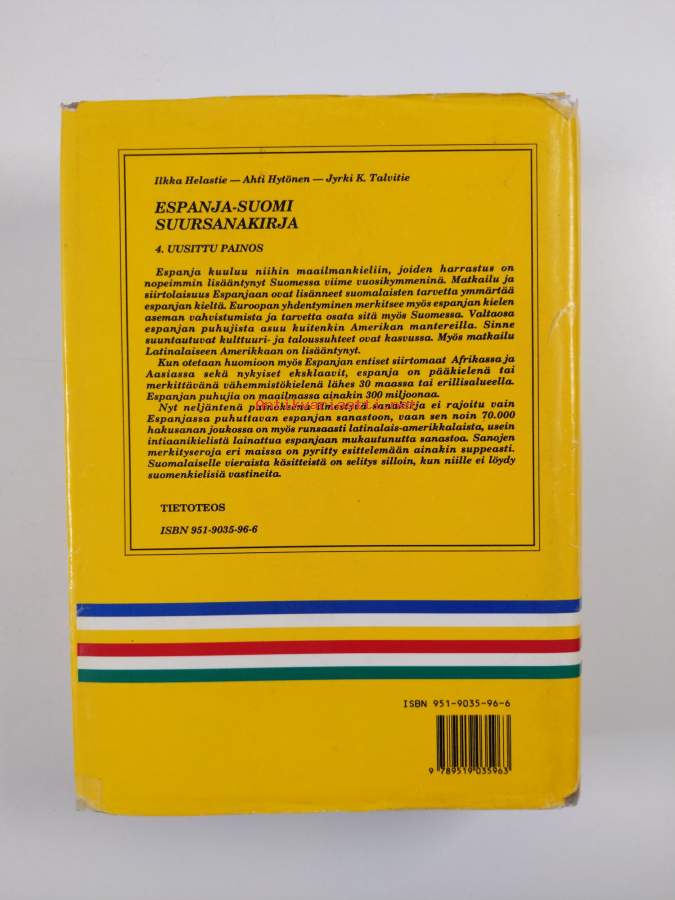 Ilkka Helastie — Ahti Hytönen — Jyrki K. Talvitie
ESPANJA-SUOMI
SUURSANAKIRJA
4. UUSITTU PAINOS
Espanja kuuluu niihin maailmankieliin, joiden harrastus on
nopeimmin lisääntynyt Suomessa viime vuosikymmeninä. Matkailu ja
siirtolaisuus Espanjaan ovat lisänneet suomalaisten tarvetta ymmärtää
espanjan kieltä. Euroopan yhdentyminen merkitsee myös espanjan kielen
aseman vahvistumista ja tarvetta osata sitä myös Suomessa. Valtaosa
espanjan puhujista asuu kuitenkin Amerikan mantereilla. Sinne
suuntautuvat kulttuuri- ja taloussuhteet ovat kasvussa. Myös matkailu
Latinalaiseen Amerikkaan on lisääntynyt.
Kun otetaan huomioon myös Espanjan entiset siirtomaat Afrikassa ja
Aasiassa sekä nykyiset eksklaavit, espanja on pääkielenä tai
merkittävänä vähemmistökielenä lähes 30 maassa tai erillisalueella.
Espanjan puhujia on maailmassa ainakin 300 miljoonaa.
Antikvariaatti.net
Nyt neljäntenä painoksena ilmestyvä sanakirja ei rajoitu vain
Espanjassa puhuttavan espanjan sanastoon, vaan sen noin 70.000
hakusanan joukossa on myös runsaasti latinalais-amerikkalaista, usein
intiaanikielistä lainattua espanjaan mukautunutta sanastoa. Sanojen
merkityseroja eri maissa on pyritty esittelemään ainakin suppeasti.
Suomalaiselle vieraista käsitteistä on selitys silloin, kun niille ei löydy
suomenkielisiä vastineita.
TIETOTEOS
ISBN 951-9035-96-6
ISBN 951-9035-96-6
9 789519 035963